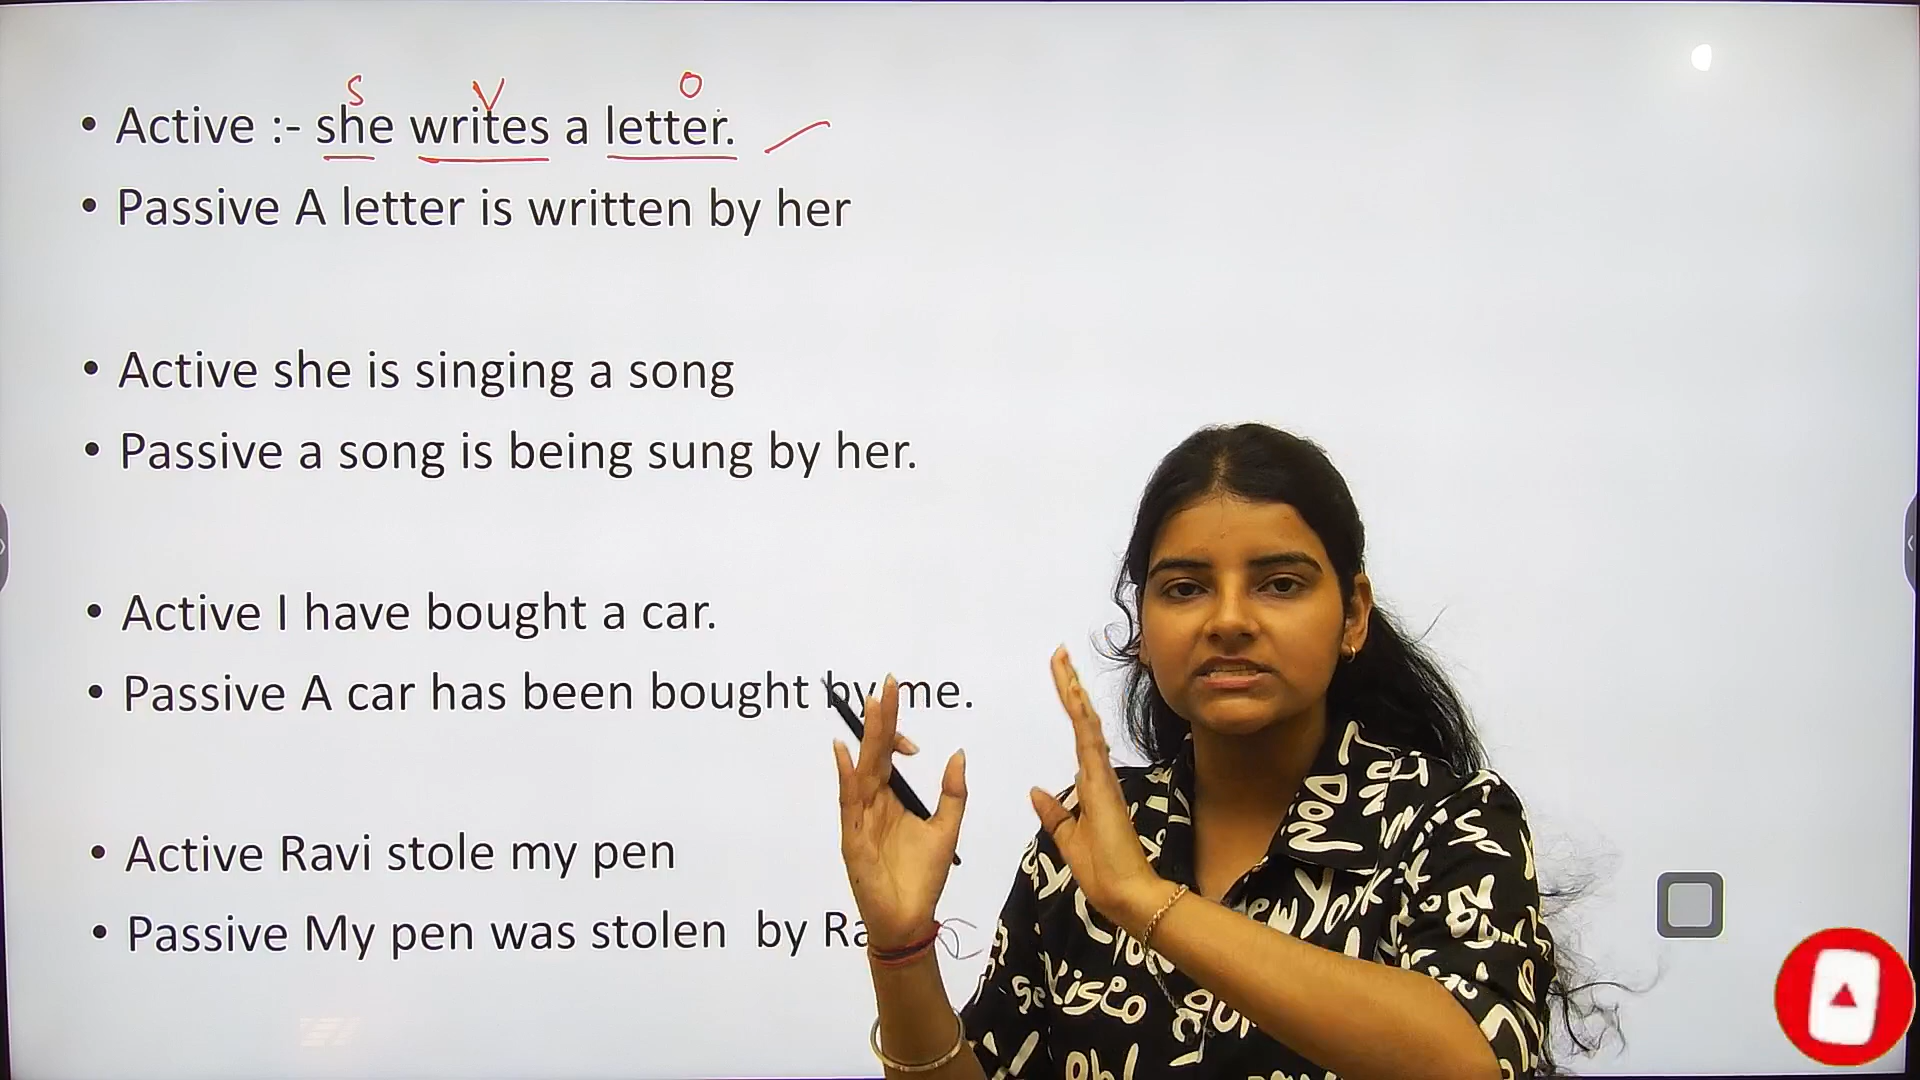 S V O
• Active :- she writes a letter.
• Passive A letter is written by her
• Active she is singing a song
• Passive a song is being sung by her.
• Active I have bought a car.
• Passive A car has been bought by me.
• Active Ravi stole my pen
• Passive My pen was stolen by Ra